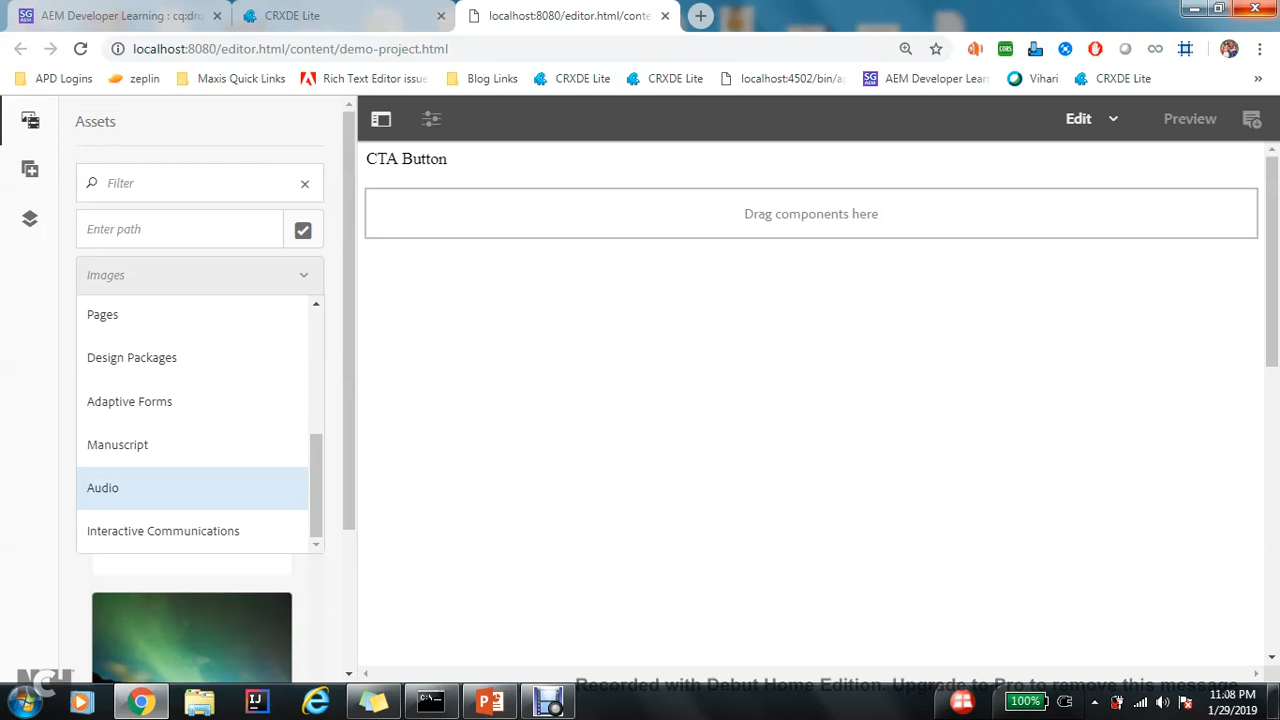 AEM Developer Learning : cq:dro
CRXDE Lite
localhost:8080/editor.html/conte
localhost:8080/editor.html/content/demo-project.html
APD Logins
zeplin
Maxis Quick Links
Rich Text Editor issue
Blog Links
CRXDE Lite
CRXDE Lite
localhost:4502/bin/a
AEM Developer Learn
Vihari
CRXDE Lite
»
Assets
Filter
Enter path
Images
Pages
Design Packages
Adaptive Forms
Manuscript
Audio
Interactive Communications
Edit
Preview
CTA Button
Drag components here
NCH
Recorded with Debut Home Edition. Upgrade to Pro to remove this message
100%
11:08 PM
1/29/2019